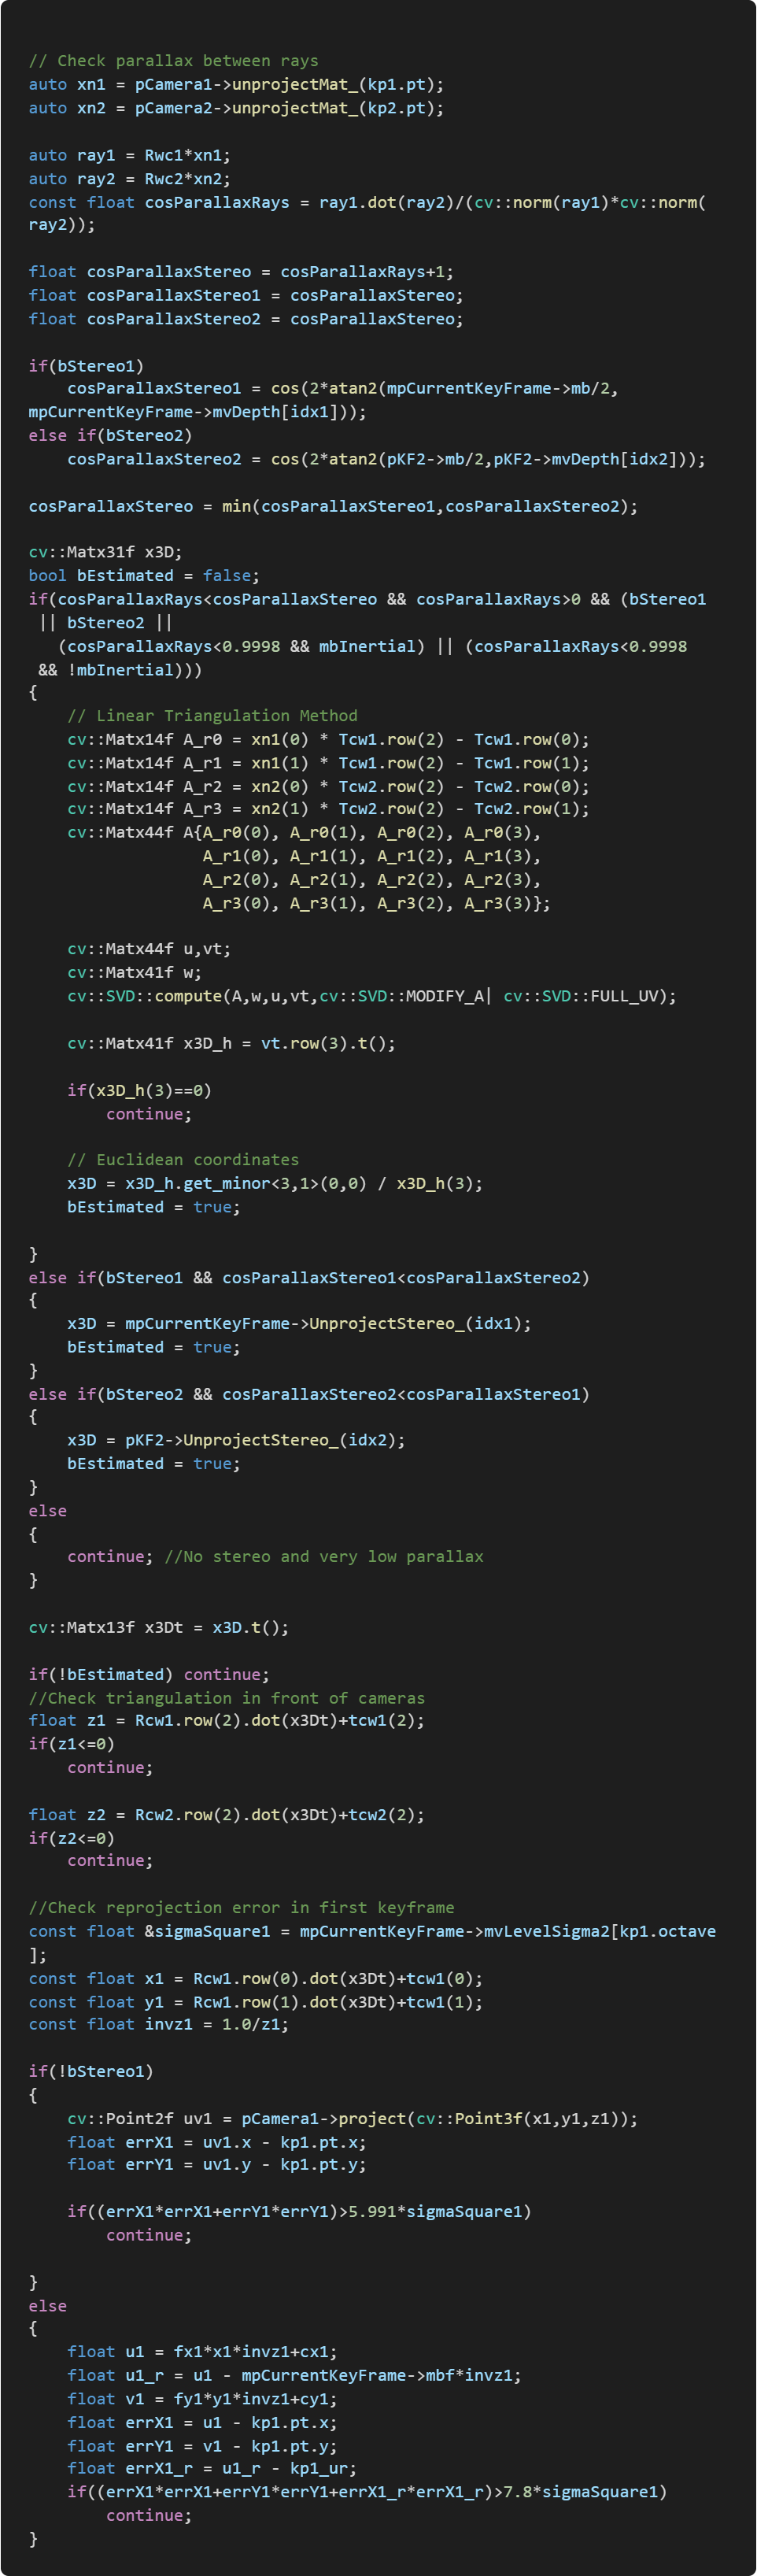 // Check parallax between rays
auto xn1 = pCamera1->unprojectMat_(kp1.pt);
auto xn2 = pCamera2->unprojectMat_(kp2.pt);

auto ray1 = Rwc1*xn1;
auto ray2 = Rwc2*xn2;
const float cosParallaxRays = ray1.dot(ray2)/(cv::norm(ray1)*cv::norm(
ray2));

float cosParallaxStereo = cosParallaxRays+1;
float cosParallaxStereo1 = cosParallaxStereo;
float cosParallaxStereo2 = cosParallaxStereo;

if(bStereo1)
    cosParallaxStereo1 = cos(2*atan2(mpCurrentKeyFrame->mb/2,
mpCurrentKeyFrame->mvDepth[idx1]));
else if(bStereo2)
    cosParallaxStereo2 = cos(2*atan2(pKF2->mb/2,pKF2->mvDepth[idx2]));

cosParallaxStereo = min(cosParallaxStereo1,cosParallaxStereo2);

cv::Matx31f x3D;
bool bEstimated = false;
if(cosParallaxRays<cosParallaxStereo && cosParallaxRays>0 && (bStereo1
 || bStereo2 ||
   (cosParallaxRays<0.9998 && mbInertial) || (cosParallaxRays<0.9998
 && !mbInertial)))
{
    // Linear Triangulation Method
    cv::Matx14f A_r0 = xn1(0) * Tcw1.row(2) - Tcw1.row(0);
    cv::Matx14f A_r1 = xn1(1) * Tcw1.row(2) - Tcw1.row(1);
    cv::Matx14f A_r2 = xn2(0) * Tcw2.row(2) - Tcw2.row(0);
    cv::Matx14f A_r3 = xn2(1) * Tcw2.row(2) - Tcw2.row(1);
    cv::Matx44f A{A_r0(0), A_r0(1), A_r0(2), A_r0(3),
                  A_r1(0), A_r1(1), A_r1(2), A_r1(3),
                  A_r2(0), A_r2(1), A_r2(2), A_r2(3),
                  A_r3(0), A_r3(1), A_r3(2), A_r3(3)};

    cv::Matx44f u,vt;
    cv::Matx41f w;
    cv::SVD::compute(A,w,u,vt,cv::SVD::MODIFY_A| cv::SVD::FULL_UV);

    cv::Matx41f x3D_h = vt.row(3).t();

    if(x3D_h(3)==0)
        continue;

    // Euclidean coordinates
    x3D = x3D_h.get_minor<3,1>(0,0) / x3D_h(3);
    bEstimated = true;

}
else if(bStereo1 && cosParallaxStereo1<cosParallaxStereo2)
{
    x3D = mpCurrentKeyFrame->UnprojectStereo_(idx1);
    bEstimated = true;
}
else if(bStereo2 && cosParallaxStereo2<cosParallaxStereo1)
{
    x3D = pKF2->UnprojectStereo_(idx2);
    bEstimated = true;
}
else
{
    continue; //No stereo and very low parallax
}

cv::Matx13f x3Dt = x3D.t();

if(!bEstimated) continue;
//Check triangulation in front of cameras
float z1 = Rcw1.row(2).dot(x3Dt)+tcw1(2);
if(z1<=0)
    continue;

float z2 = Rcw2.row(2).dot(x3Dt)+tcw2(2);
if(z2<=0)
    continue;

//Check reprojection error in first keyframe
const float &sigmaSquare1 = mpCurrentKeyFrame->mvLevelSigma2[kp1.octave
];
const float x1 = Rcw1.row(0).dot(x3Dt)+tcw1(0);
const float y1 = Rcw1.row(1).dot(x3Dt)+tcw1(1);
const float invz1 = 1.0/z1;

if(!bStereo1)
{
    cv::Point2f uv1 = pCamera1->project(cv::Point3f(x1,y1,z1));
    float errX1 = uv1.x - kp1.pt.x;
    float errY1 = uv1.y - kp1.pt.y;

    if((errX1*errX1+errY1*errY1)>5.991*sigmaSquare1)
        continue;

}
else
{
    float u1 = fx1*x1*invz1+cx1;
    float u1_r = u1 - mpCurrentKeyFrame->mbf*invz1;
    float v1 = fy1*y1*invz1+cy1;
    float errX1 = u1 - kp1.pt.x;
    float errY1 = v1 - kp1.pt.y;
    float errX1_r = u1_r - kp1_ur;
    if((errX1*errX1+errY1*errY1+errX1_r*errX1_r)>7.8*sigmaSquare1)
        continue;
}